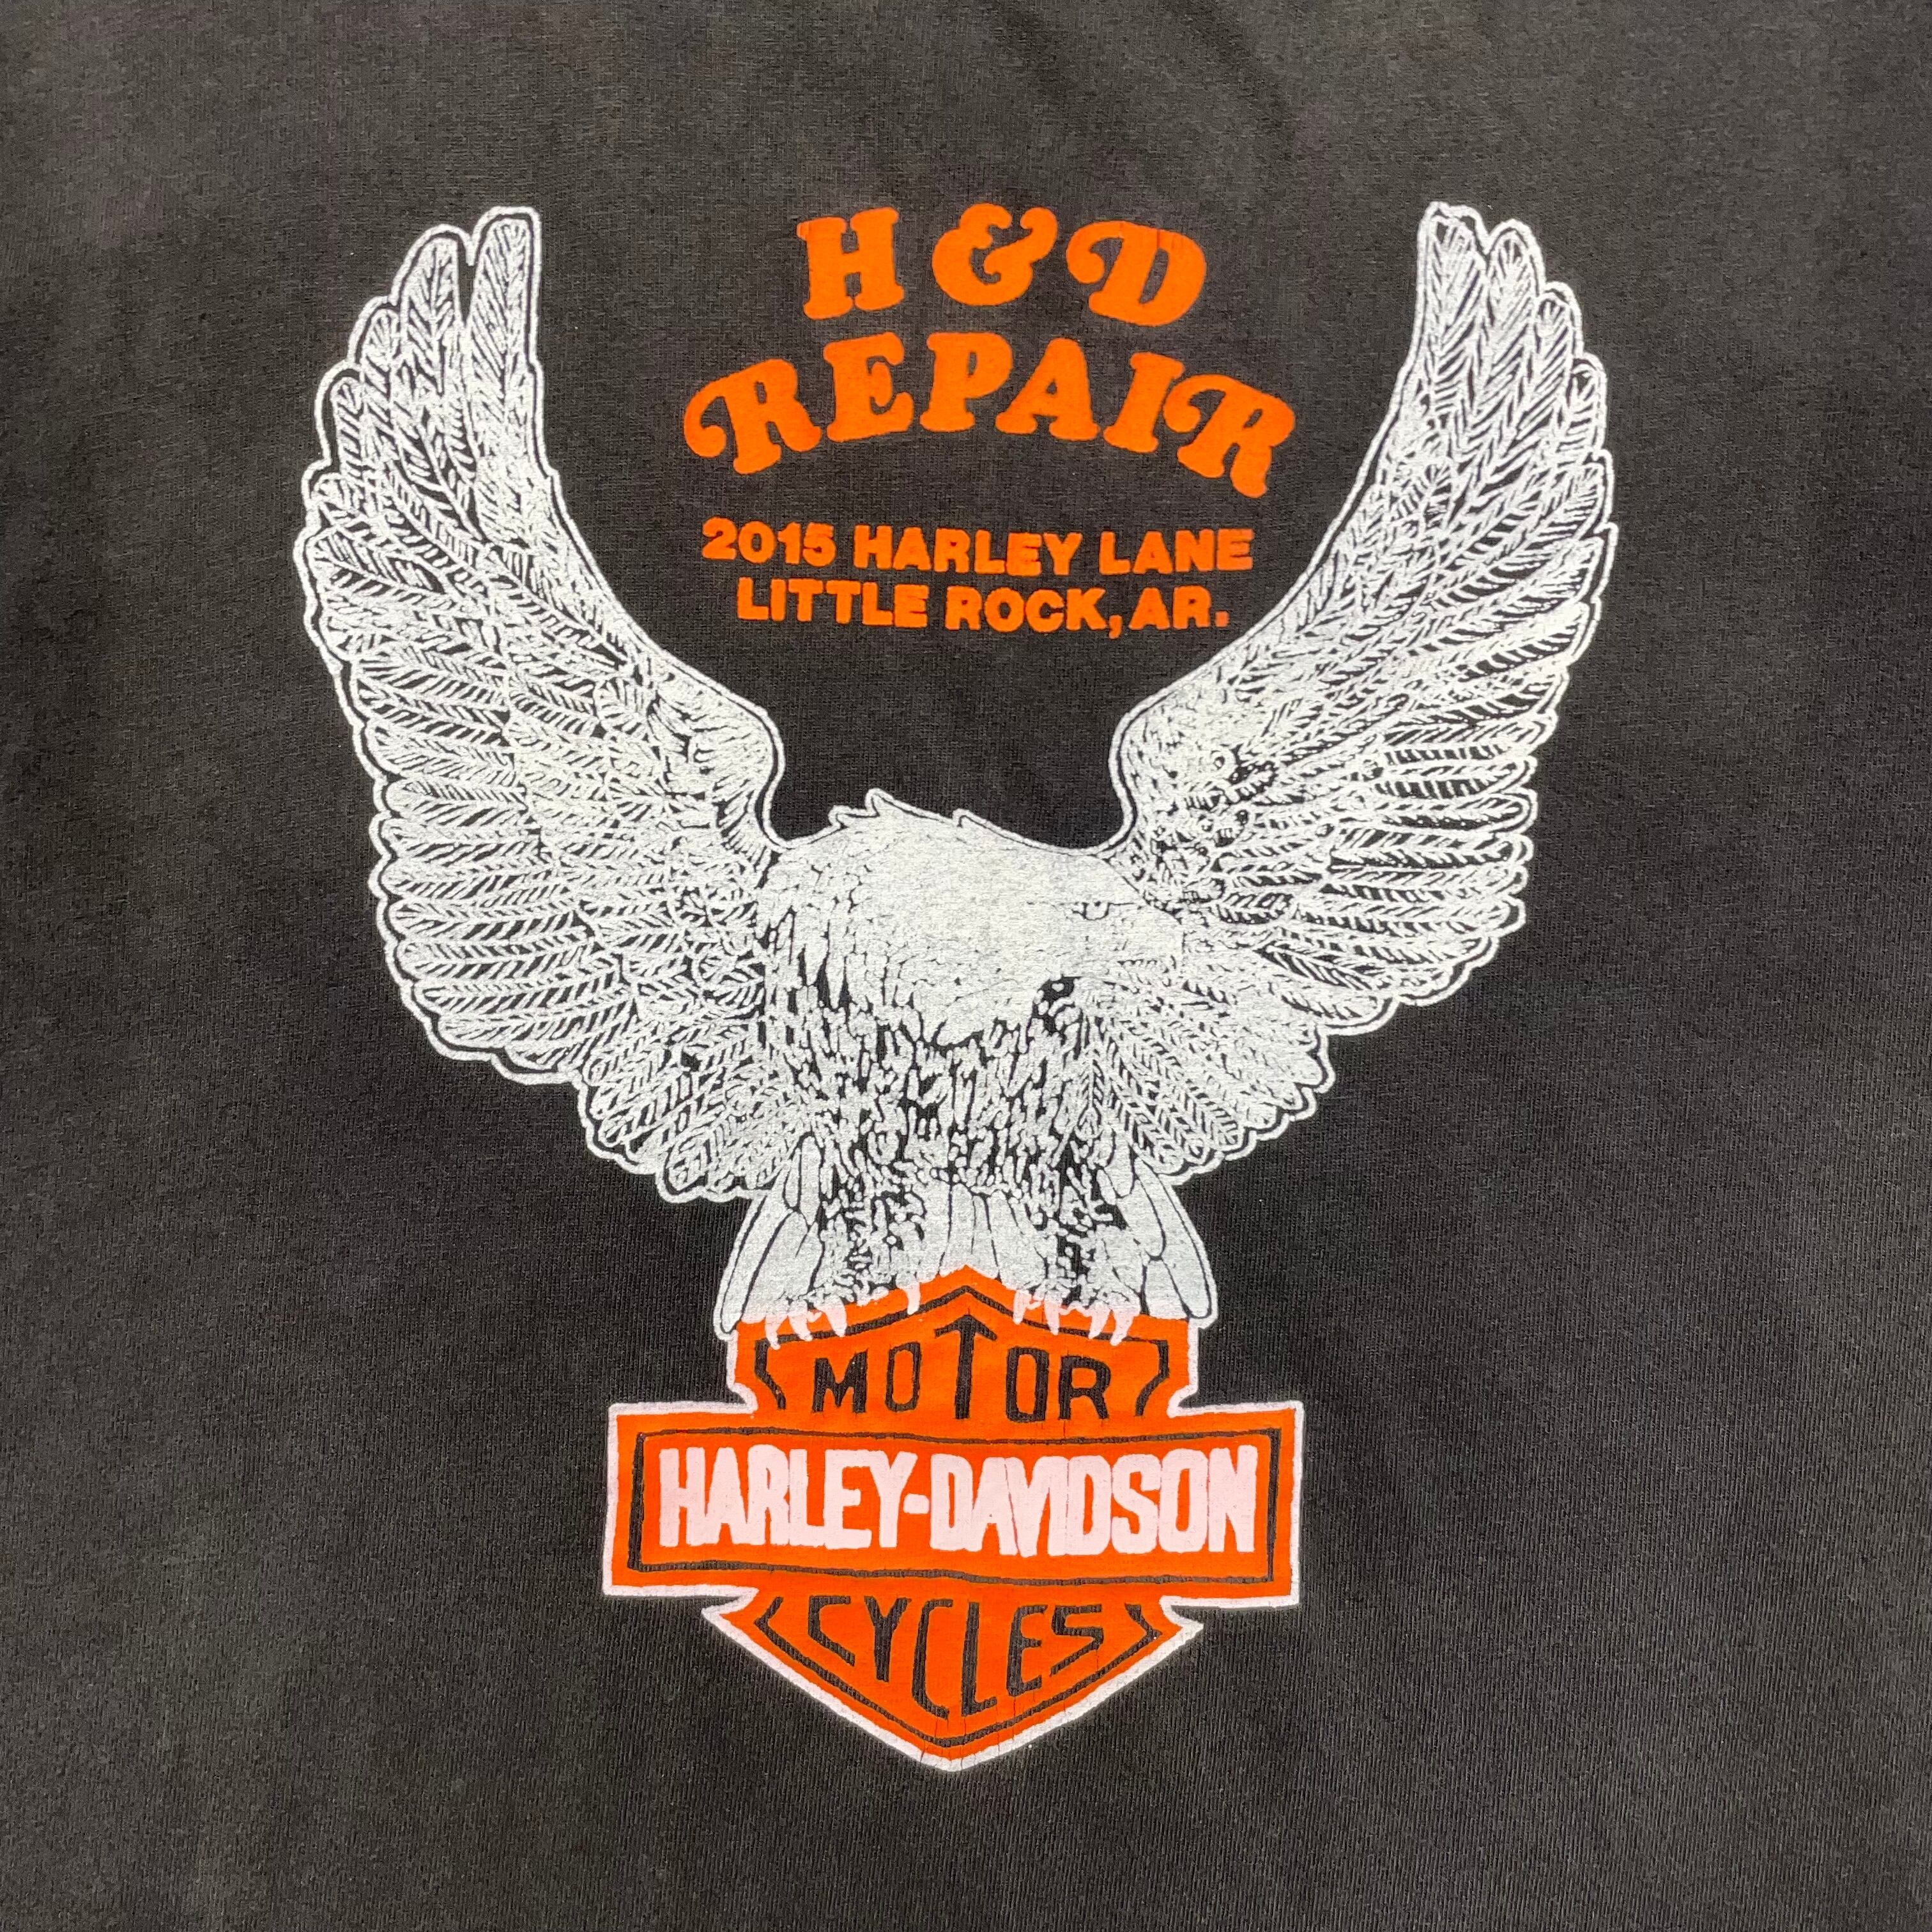 H & D
REPAIR
2015 HARLEY LANE
LITTLE ROCK, AR.
MOTOR
HARLEY-DAVIDSON
CYCLES